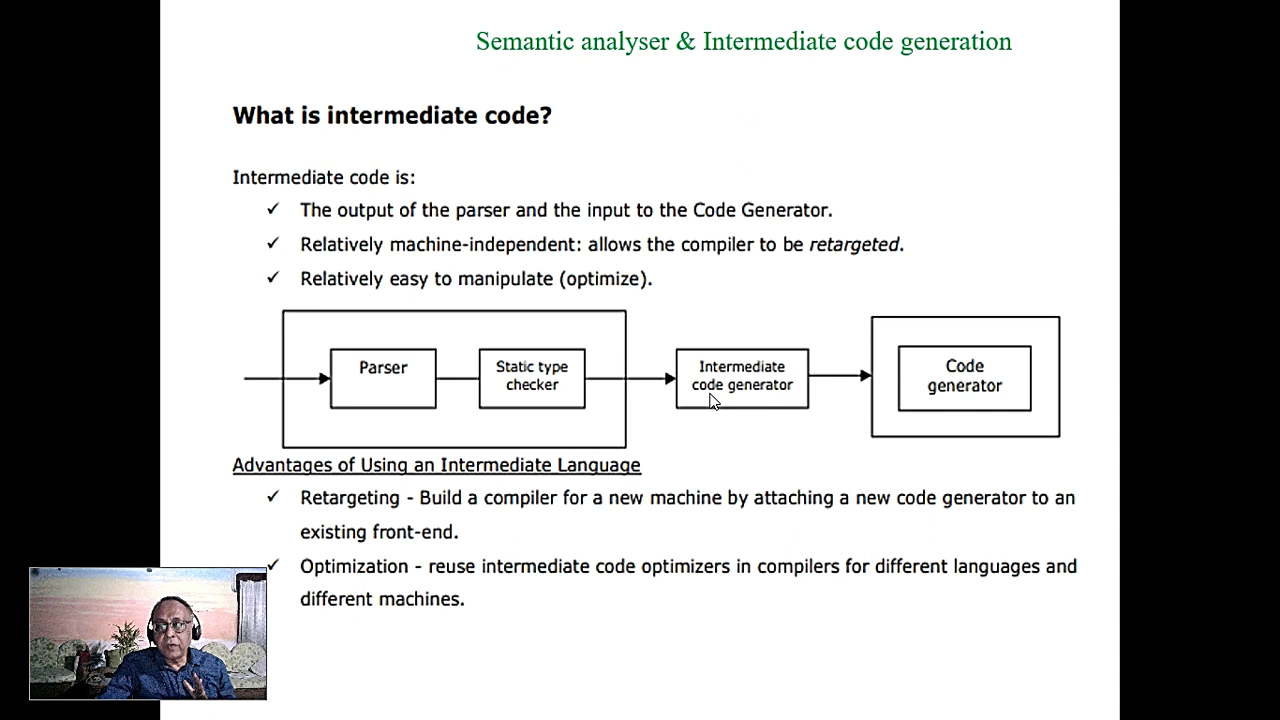 Semantic analyser & Intermediate code generation
What is intermediate code?
Intermediate code is:
✓ The output of the parser and the input to the Code Generator.
✓ Relatively machine-independent: allows the compiler to be retargeted.
✓ Relatively easy to manipulate (optimize).
Parser
Static type
checker
Intermediate
code generator
Code
generator
Advantages of Using an Intermediate Language
✓ Retargeting - Build a compiler for a new machine by attaching a new code generator to an
existing front-end.
✓ Optimization - reuse intermediate code optimizers in compilers for different languages and
different machines.